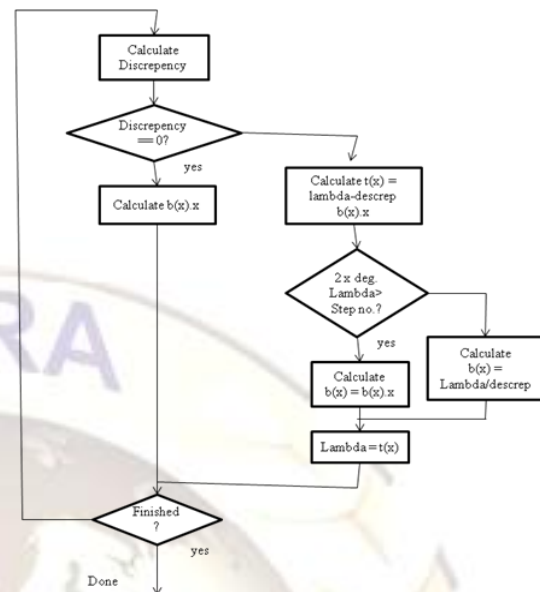 Calculate
Discrepency
Discrepency
== 0?
yes
Calculate b(x).x
Calculate t(x) =
lambda-descrep
b(x).x
2 x deg.
Lambda>
Step no.?
yes
Calculate
b(x) = b(x).x
Calculate
b(x) =
Lambda/descrep
Lambda = t(x)
Finished
?
yes
Done
RA